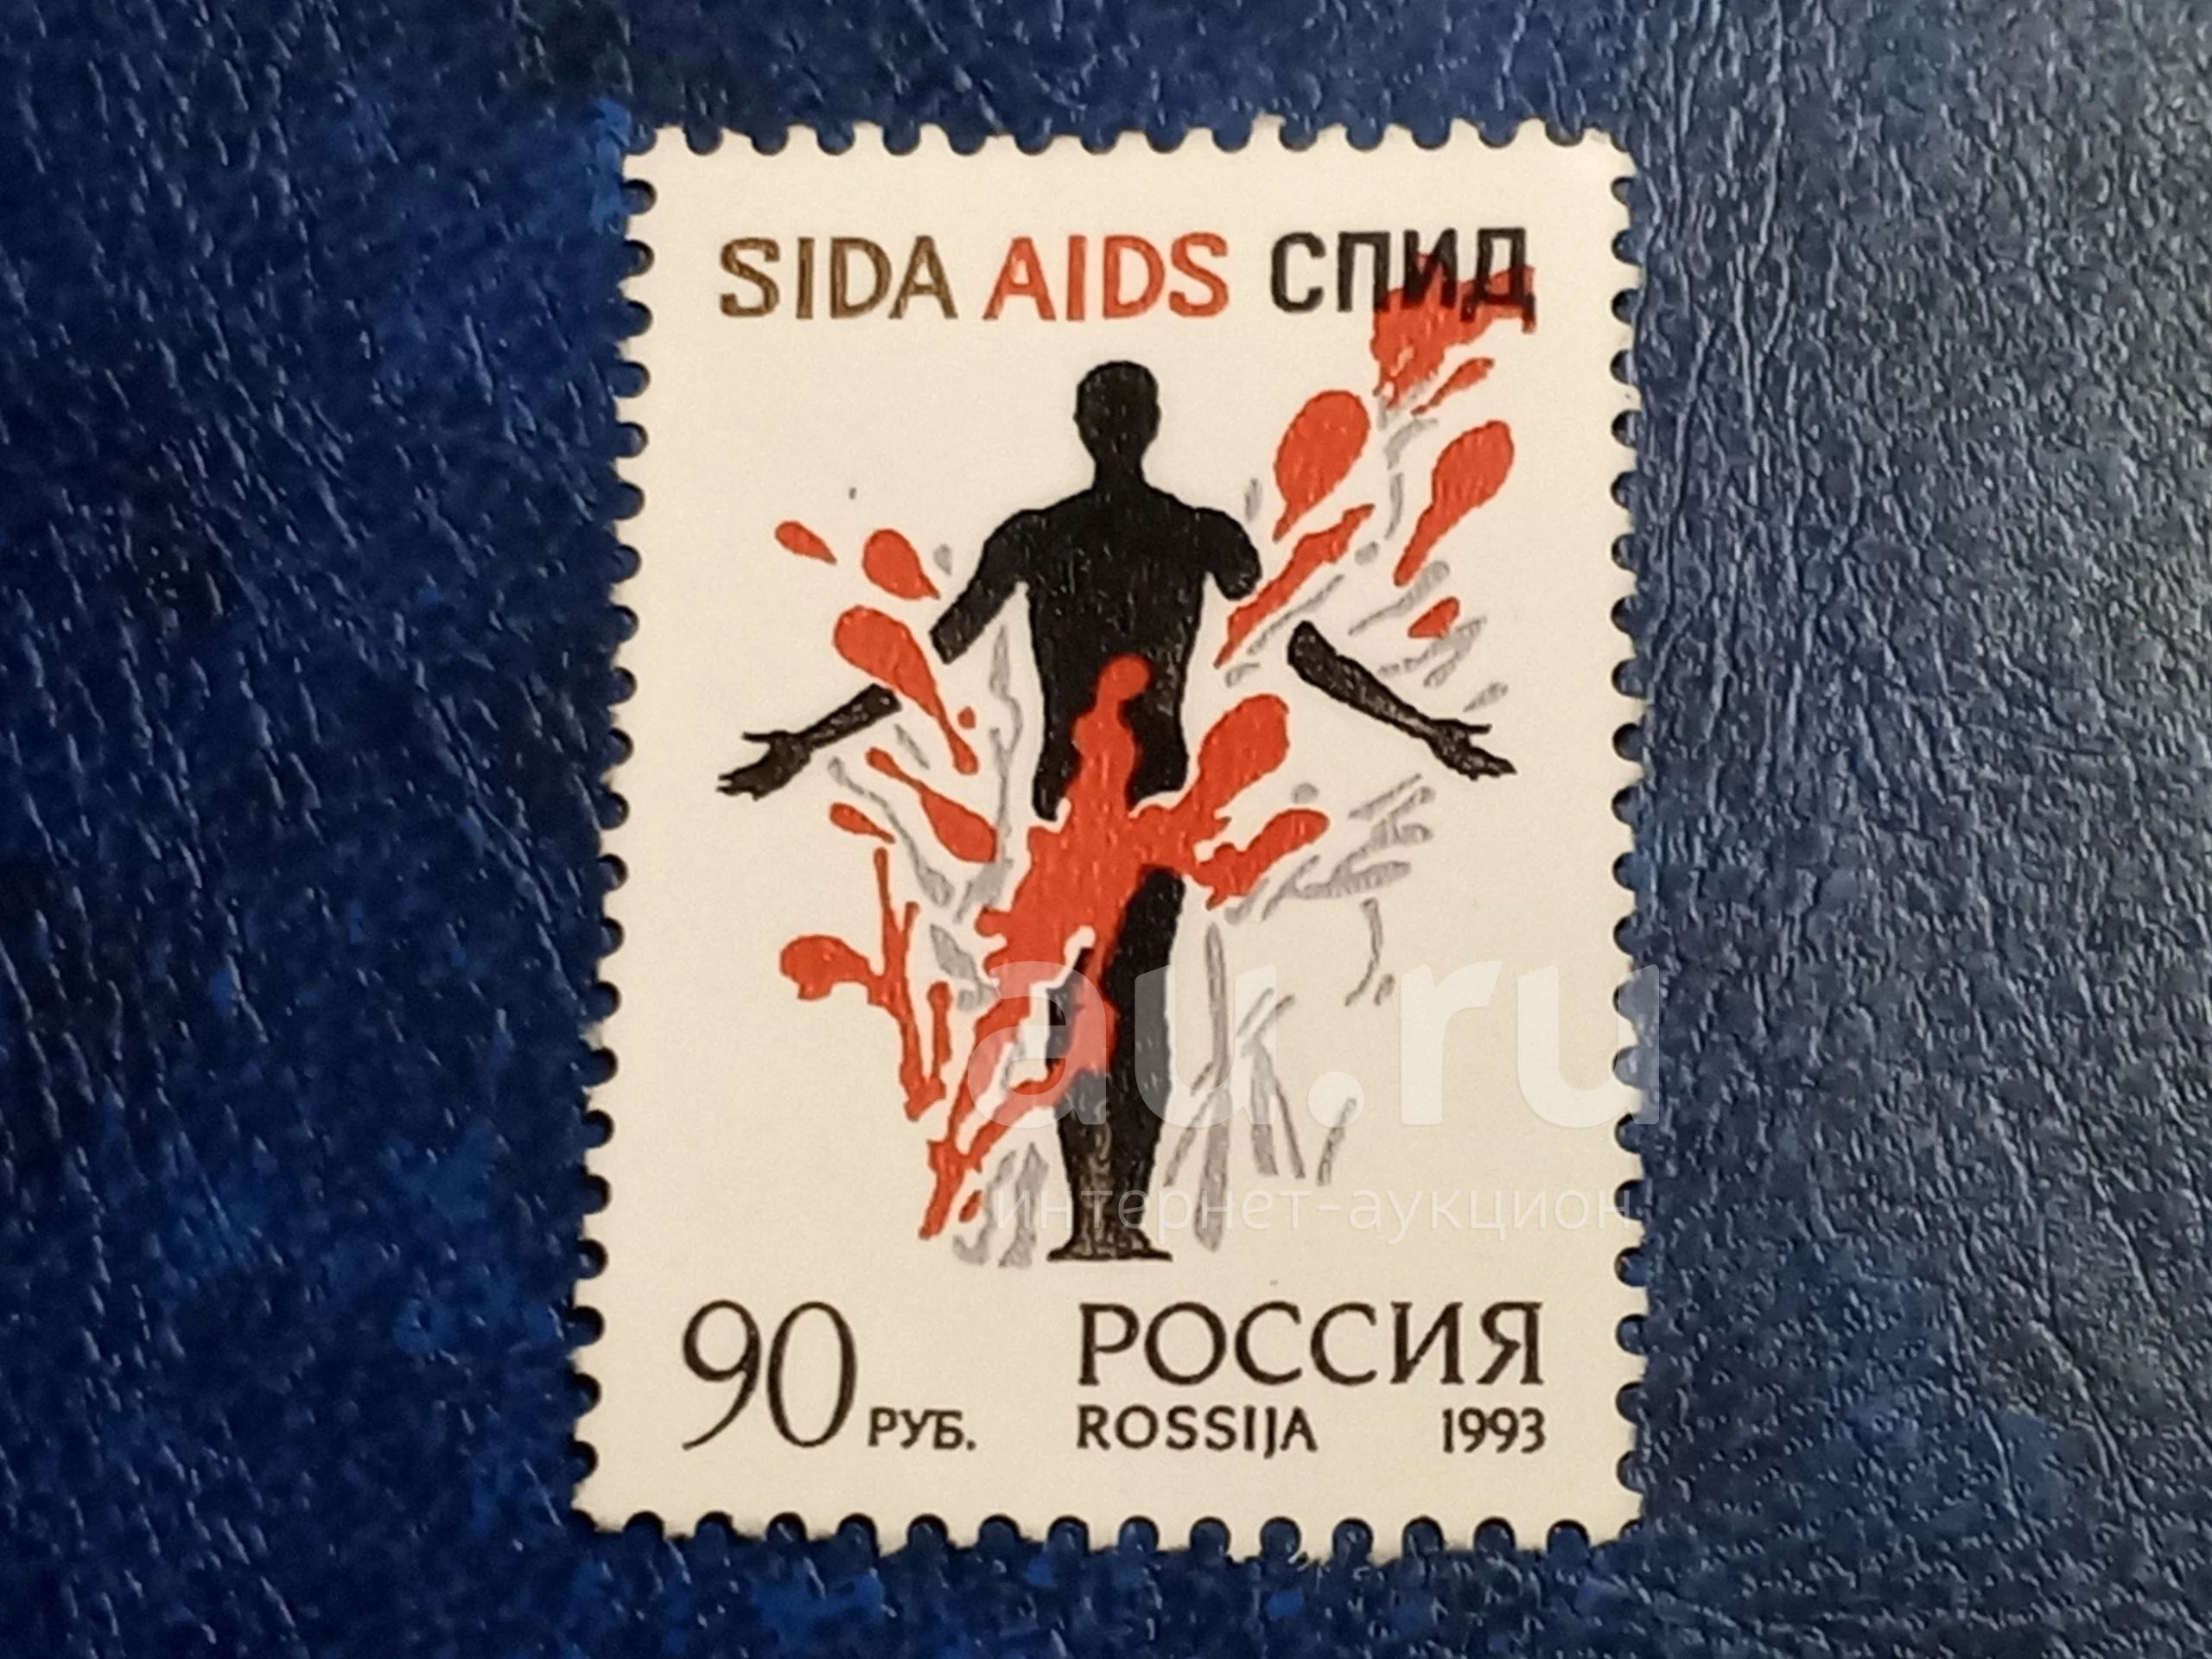 SIDA AIDS СПИД
au.ru
интернет-аукцион
90 РУБ.
РОССИЯ
ROSSIJA 1993